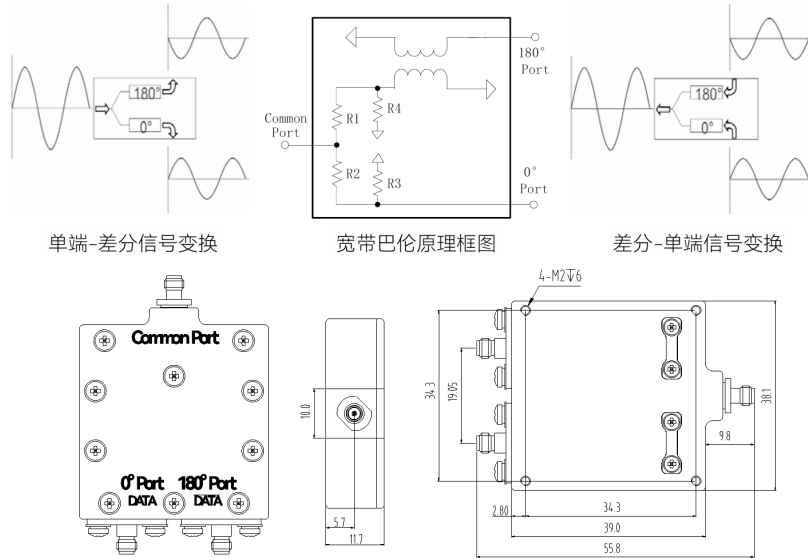 180°
0°
180°
Port
Common
Port
R1
R4
R2
R3
0°
Port
180°
0°
单端-差分信号变换
宽带巴伦原理框图
差分-单端信号变换
Common Port
0° Port 180° Port
DATA DATA
10.0
5.7
11.7
4-M2↧6
34.3
19.05
38.1
9.8
2.80
34.3
39.0
55.8